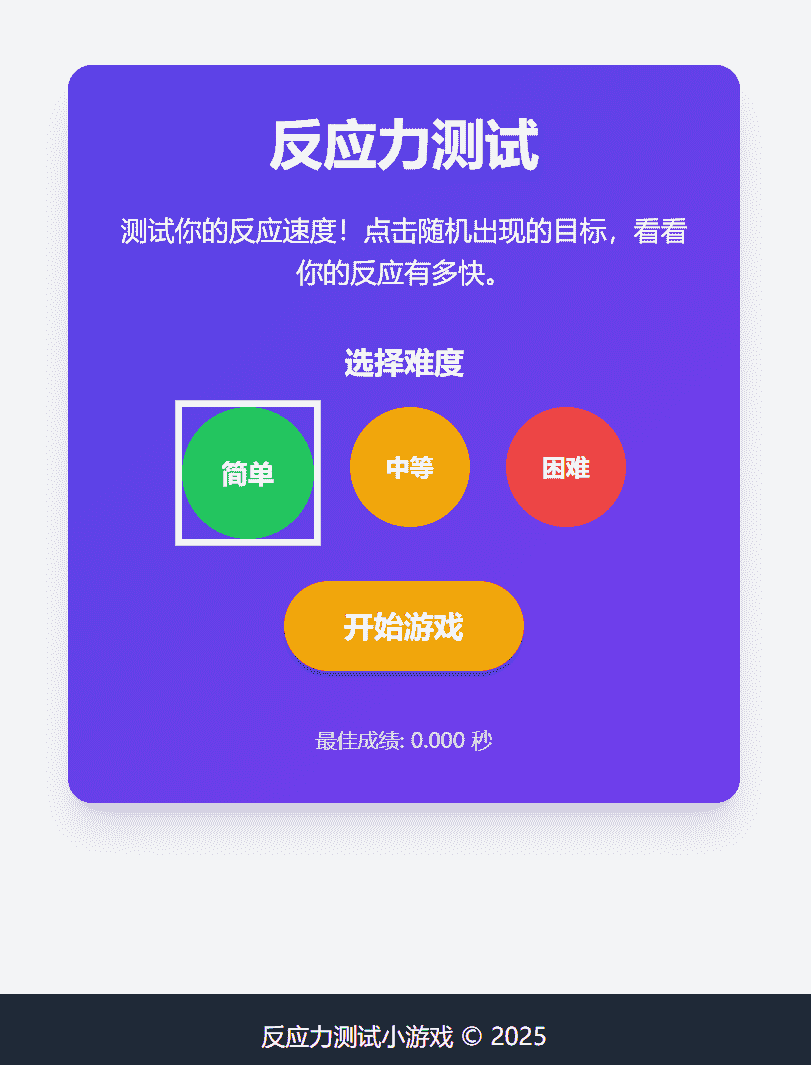 反应力测试
测试你的反应速度！点击随机出现的目标，看看
你的反应有多快。
选择难度
简单
中等
困难
开始游戏
最佳成绩: 0.000 秒
反应力测试小游戏 © 2025